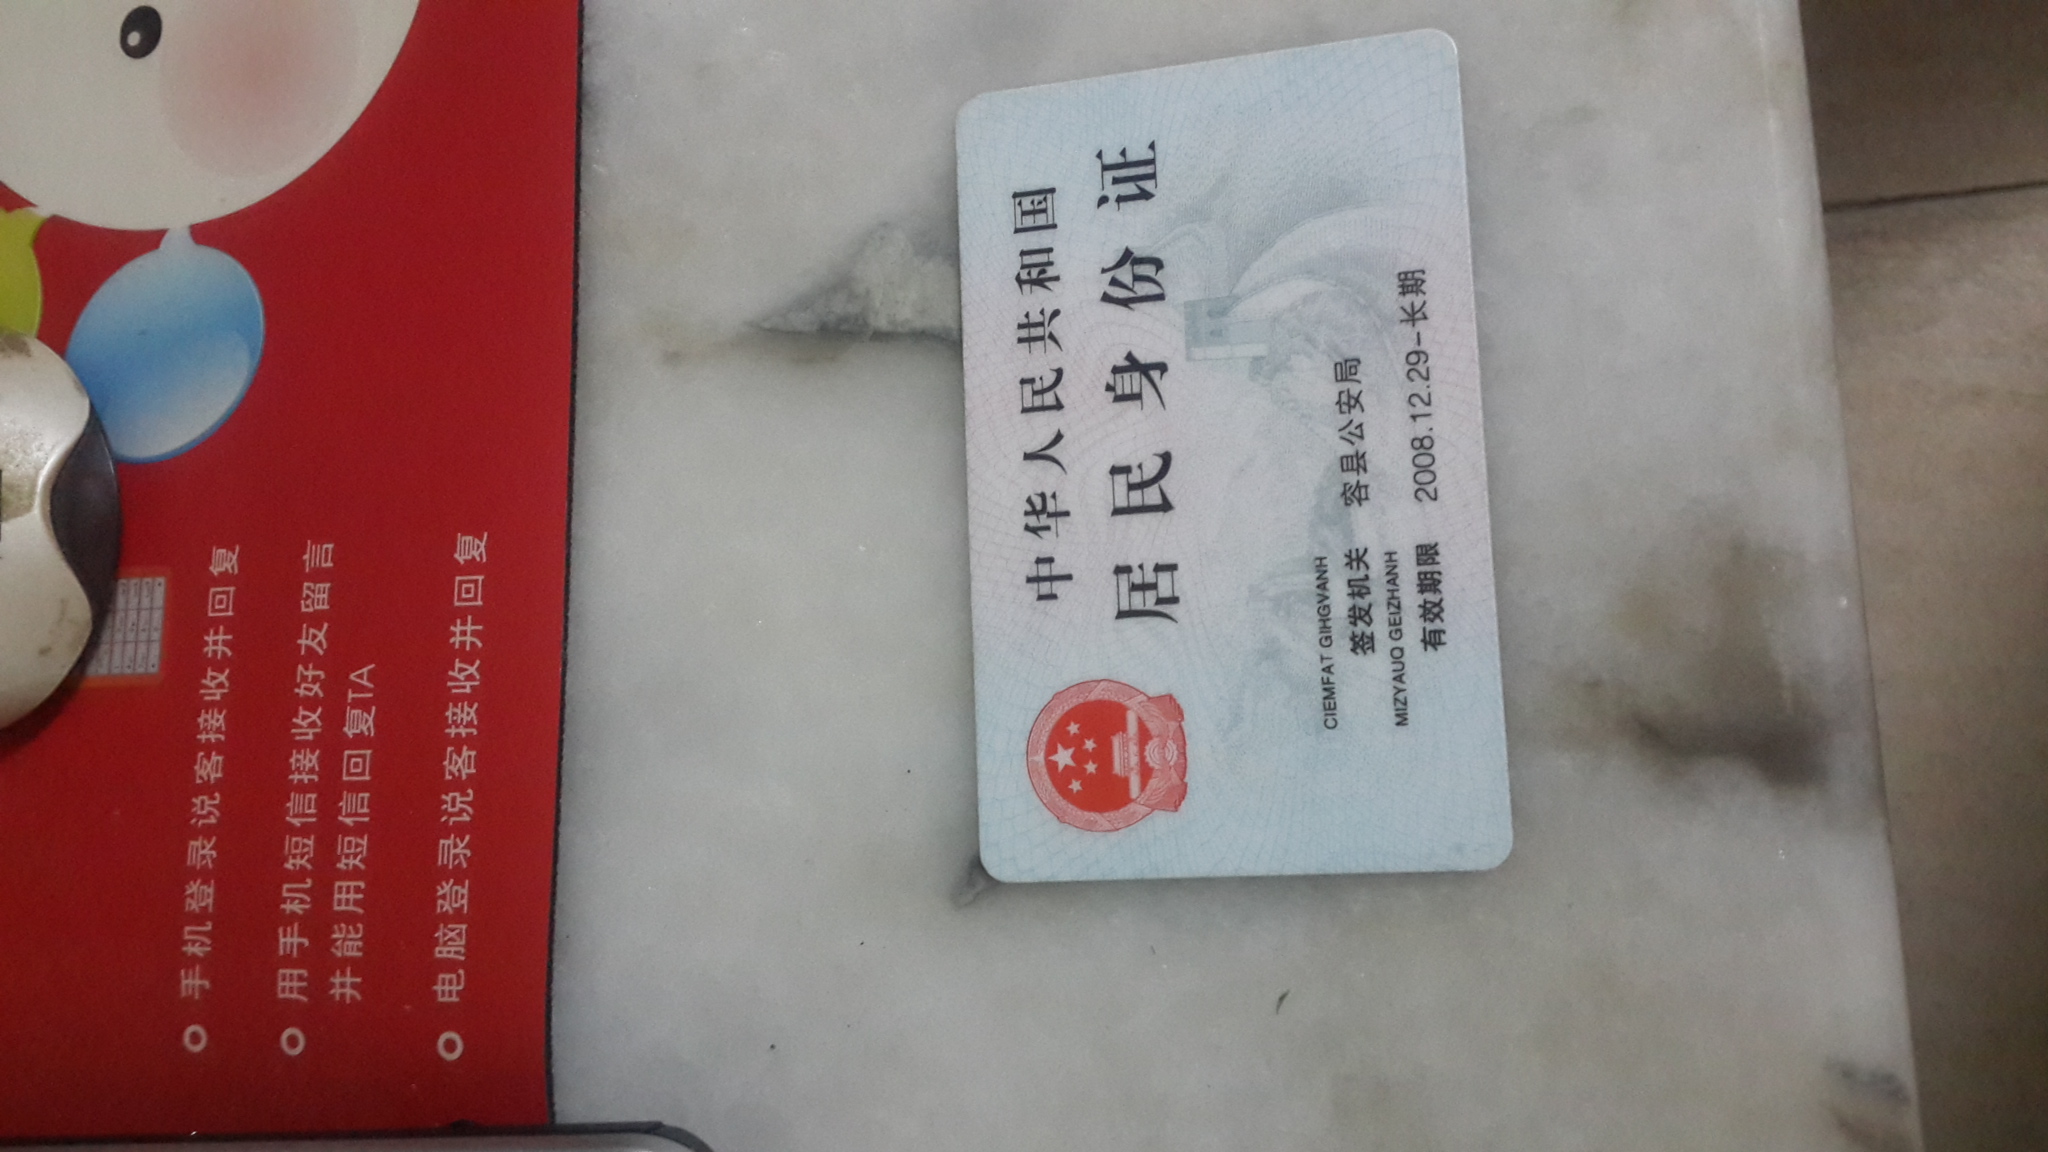 手机登录说客接收并回复
用手机短信接收好友留言
并能用短信回复TA
电脑登录说客接收并回复
中华人民共和国
居民身份证
CIEMFAT GIHGVANH
签发机关 容县公安局
MIZYAUQ GEIZHANH
有效期限 2008.12.29-长期